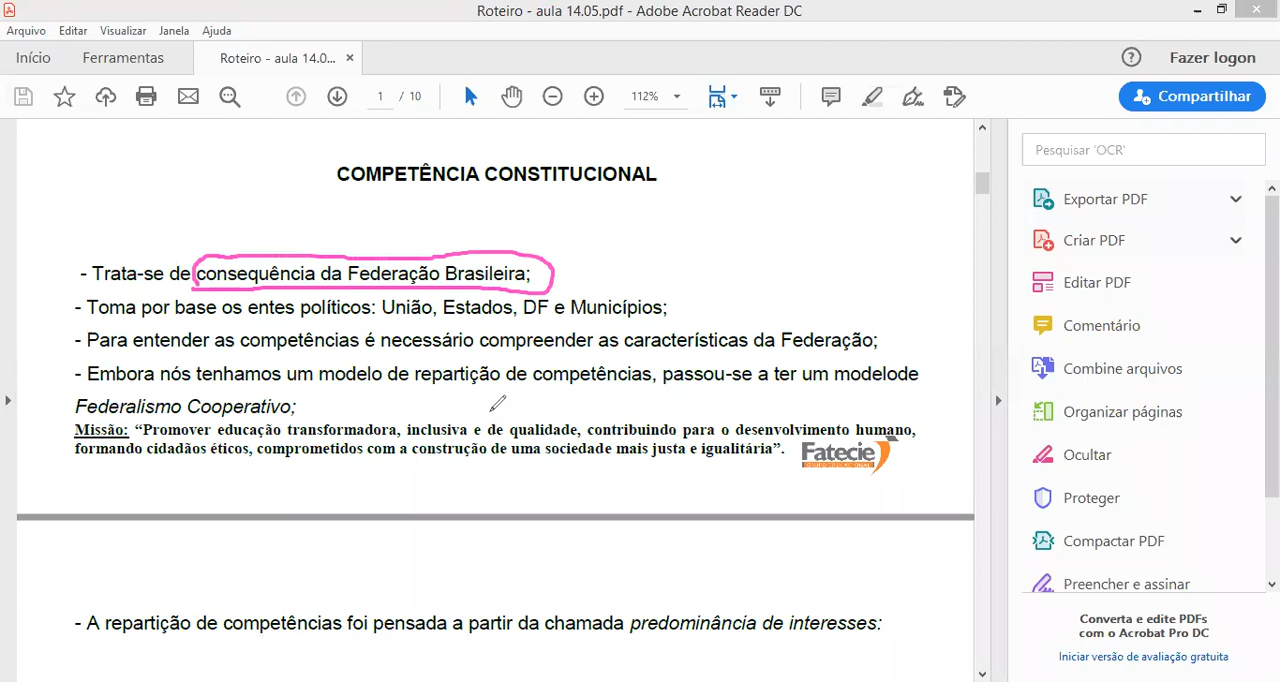 Roteiro - aula 14.05.pdf - Adobe Acrobat Reader DC
Arquivo Editar Visualizar Janela Ajuda
Início Ferramentas Roteiro - aula 14.0... × Fazer logon
1 / 10 112% Compartilhar
COMPETÊNCIA CONSTITUCIONAL
- Trata-se de consequência da Federação Brasileira;
- Toma por base os entes políticos: União, Estados, DF e Municípios;
- Para entender as competências é necessário compreender as características da Federação;
- Embora nós tenhamos um modelo de repartição de competências, passou-se a ter um modelode
Federalismo Cooperativo;
Missão: “Promover educação transformadora, inclusiva e de qualidade, contribuindo para o desenvolvimento humano,
formando cidadãos éticos, comprometidos com a construção de uma sociedade mais justa e igualitária”.
Fatecie
- A repartição de competências foi pensada a partir da chamada predominância de interesses:
Pesquisar 'OCR'
Exportar PDF
Criar PDF
Editar PDF
Comentário
Combine arquivos
Organizar páginas
Ocultar
Proteger
Compactar PDF
Preencher e assinar
Converta e edite PDFs
com o Acrobat Pro DC
Iniciar versão de avaliação gratuita